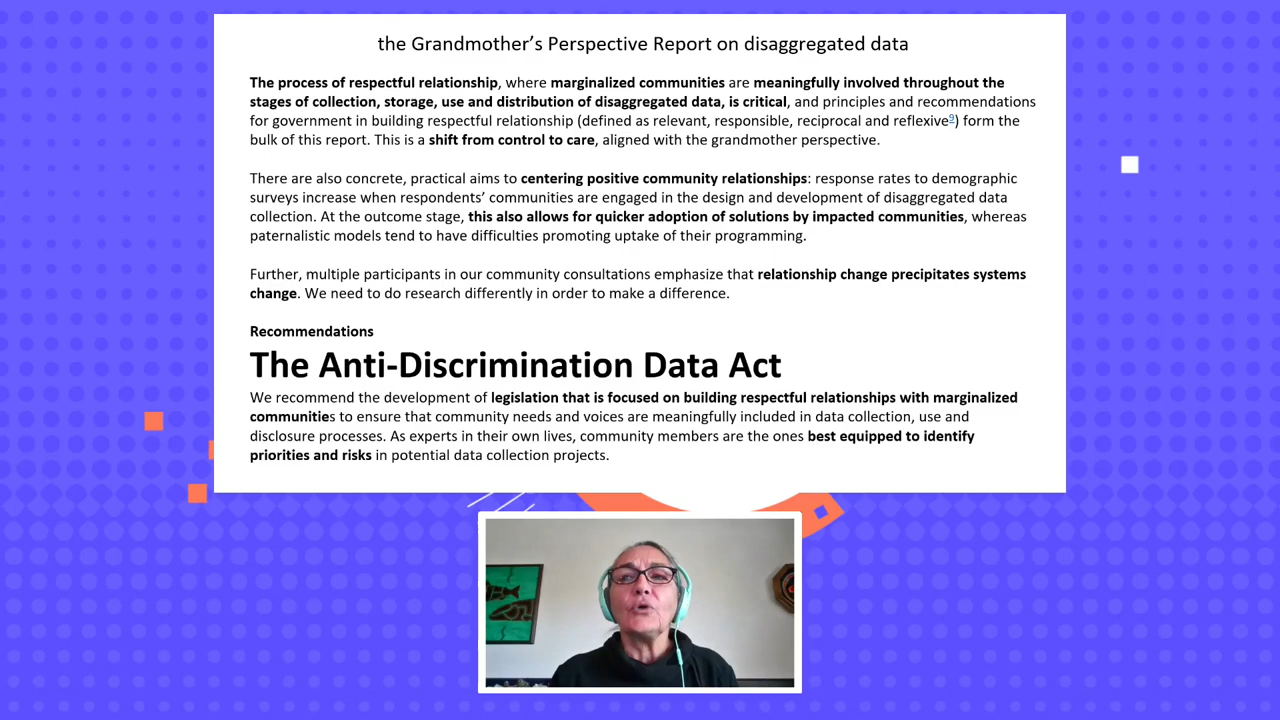 the Grandmother’s Perspective Report on disaggregated data
The process of respectful relationship, where marginalized communities are meaningfully involved throughout the
stages of collection, storage, use and distribution of disaggregated data, is critical, and principles and recommendations
for government in building respectful relationship (defined as relevant, responsible, reciprocal and reflexive9) form the
bulk of this report. This is a shift from control to care, aligned with the grandmother perspective.
There are also concrete, practical aims to centering positive community relationships: response rates to demographic
surveys increase when respondents’ communities are engaged in the design and development of disaggregated data
collection. At the outcome stage, this also allows for quicker adoption of solutions by impacted communities, whereas
paternalistic models tend to have difficulties promoting uptake of their programming.
Further, multiple participants in our community consultations emphasize that relationship change precipitates systems
change. We need to do research differently in order to make a difference.
Recommendations
The Anti-Discrimination Data Act
We recommend the development of legislation that is focused on building respectful relationships with marginalized
communities to ensure that community needs and voices are meaningfully included in data collection, use and
disclosure processes. As experts in their own lives, community members are the ones best equipped to identify
priorities and risks in potential data collection projects.